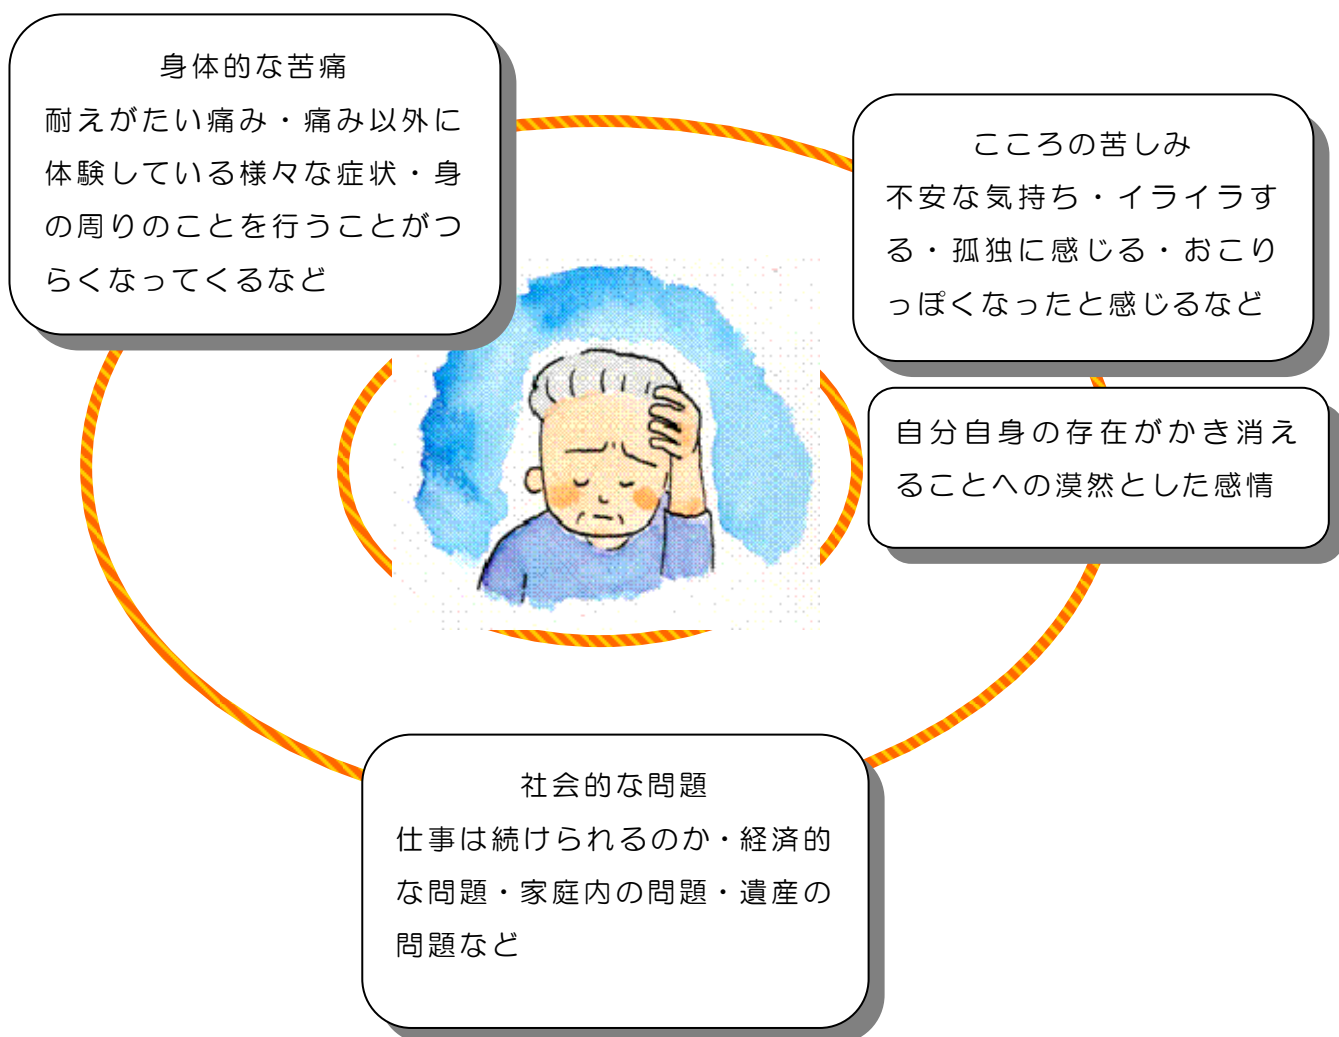 身体的な苦痛
耐えがたい痛み・痛み以外に
体験している様々な症状・身
の周りのことを行うことがつ
らくなってくるなど
こころの苦しみ
不安な気持ち・イライラす
る・孤独に感じる・おこり
っぽくなったと感じるなど
自分自身の存在がかき消え
ることへの漠然とした感情
社会的な問題
仕事は続けられるのか・経済的
な問題・家庭内の問題・遺産の
問題など